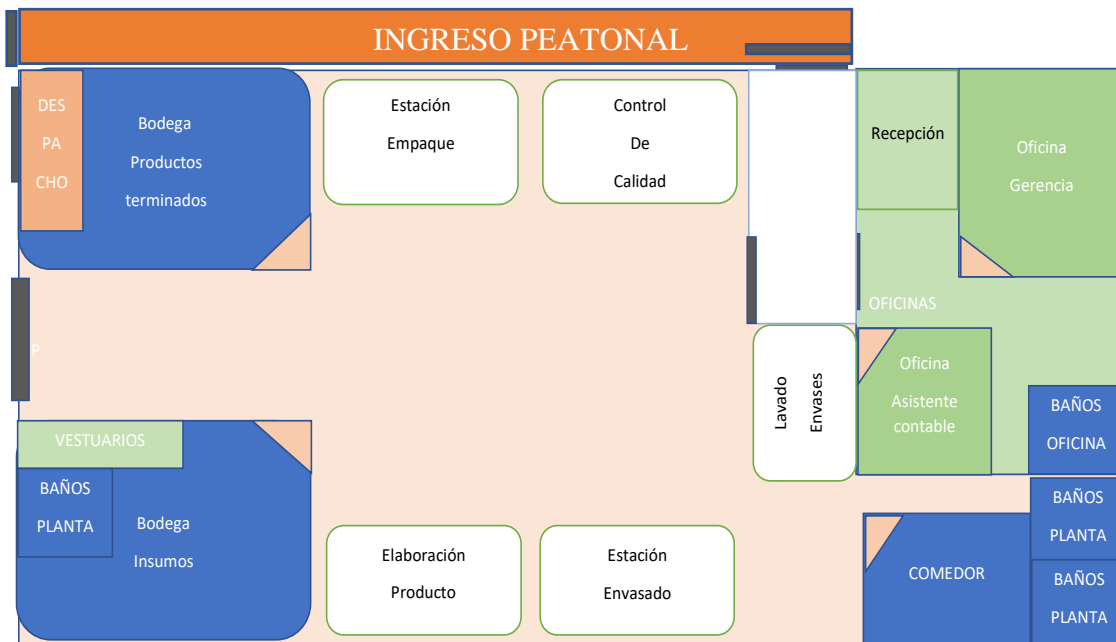 INGRESO PEATONAL
DES
PA
CHO
Bodega
Productos
terminados
Estación
Empaque
Control
De
Calidad
Recepción
Oficina
Gerencia
OFICINAS
P
Lavado
Envases
Oficina
Asistente
contable
BAÑOS
OFICINA
VESTUARIOS
BAÑOS
PLANTA
Bodega
Insumos
Elaboración
Producto
Estación
Envasado
COMEDOR
BAÑOS
PLANTA
BAÑOS
PLANTA